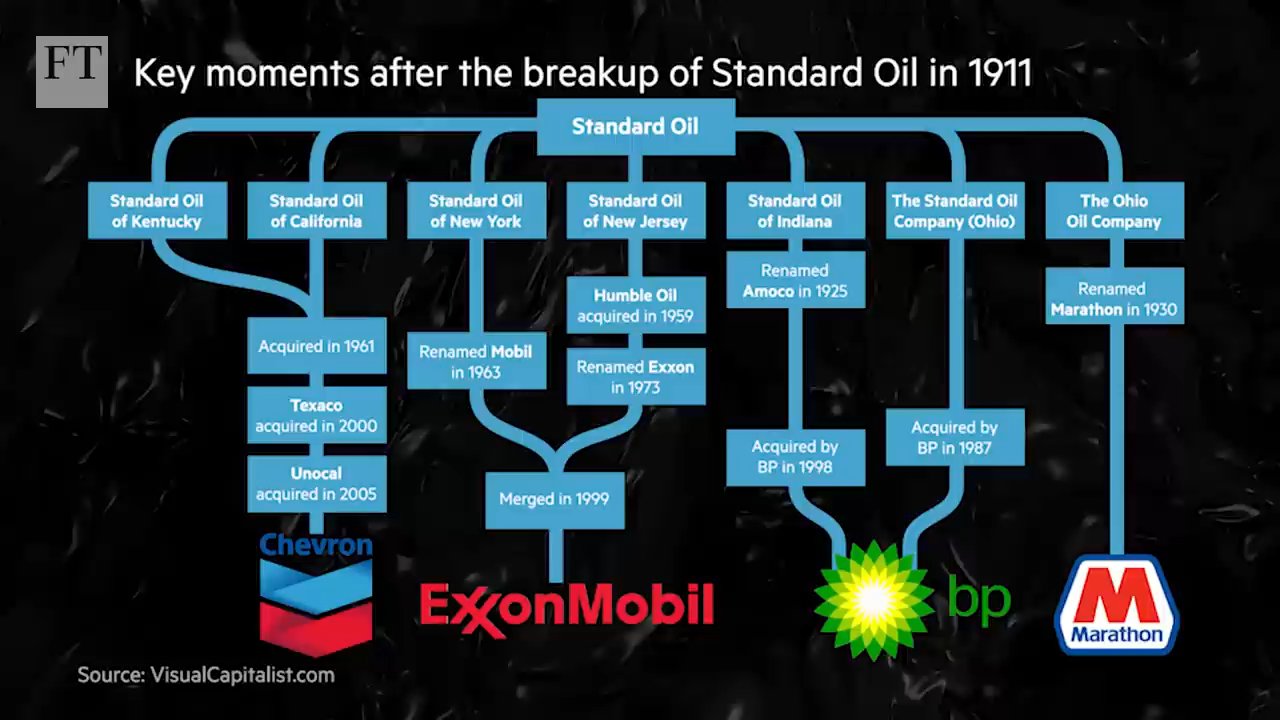 FT
Key moments after the breakup of Standard Oil in 1911
Standard Oil
Standard Oil
of Kentucky
Standard Oil
of California
Standard Oil
of New York
Standard Oil
of New Jersey
Standard Oil
of Indiana
The Standard Oil
Company (Ohio)
The Ohio
Oil Company
Renamed
Amoco in 1925
Renamed
Marathon in 1930
Humble Oil
acquired in 1959
Acquired in 1961
Renamed Mobil
in 1963
Renamed Exxon
in 1973
Texaco
acquired in 2000
Acquired by
BP in 1998
Acquired by
BP in 1987
Unocal
acquired in 2005
Merged in 1999
Chevron
ExxonMobil
bp
M
Marathon
Source: VisualCapitalist.com